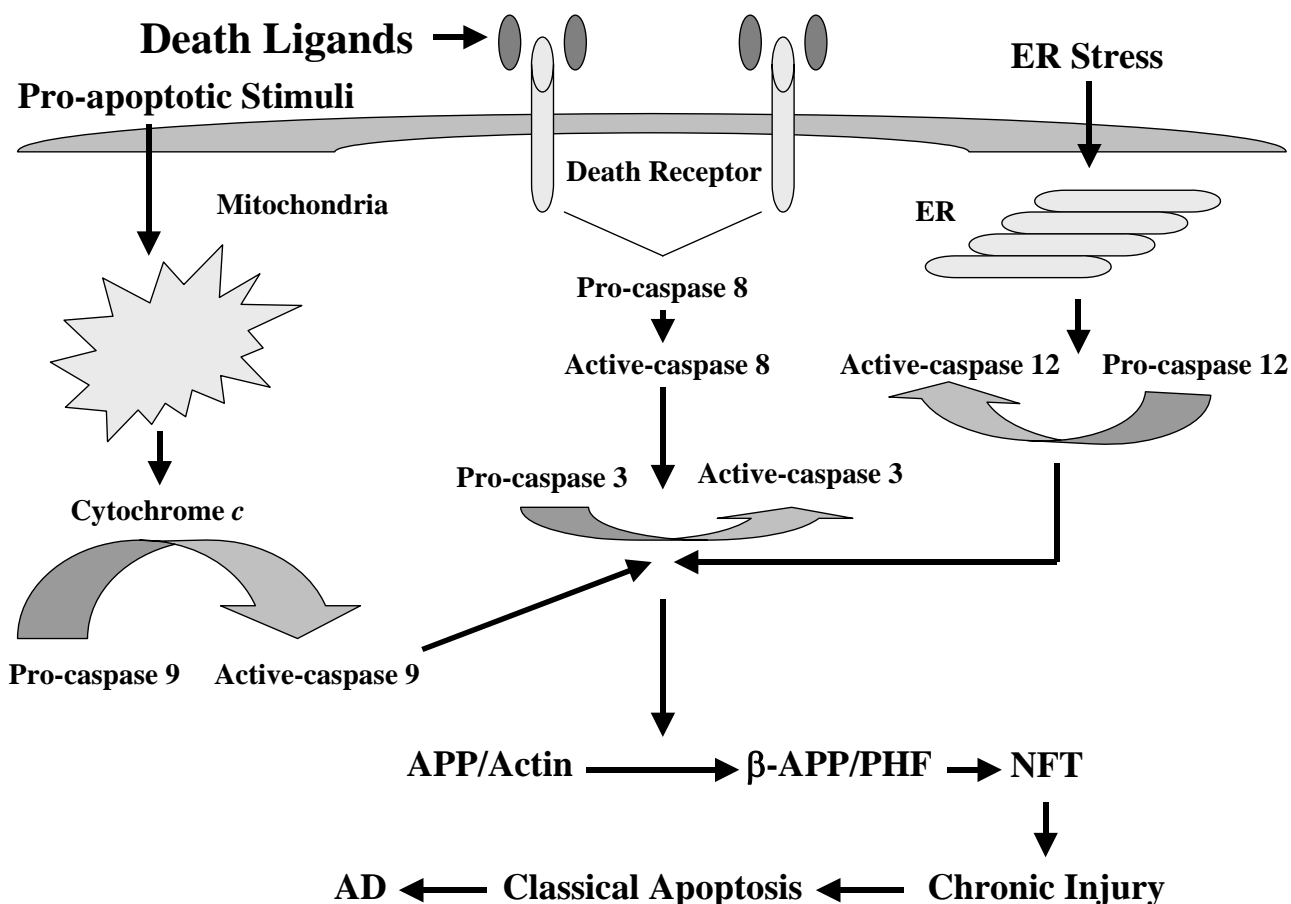 Death Ligands
ER Stress
Pro-apoptotic Stimuli
Death Receptor
Mitochondria
ER
Pro-caspase 8
Active-caspase 8
Active-caspase 12
Pro-caspase 12
Pro-caspase 3
Active-caspase 3
Cytochrome c
Pro-caspase 9
Active-caspase 9
APP/Actin
β-APP/PHF
NFT
AD
Classical Apoptosis
Chronic Injury